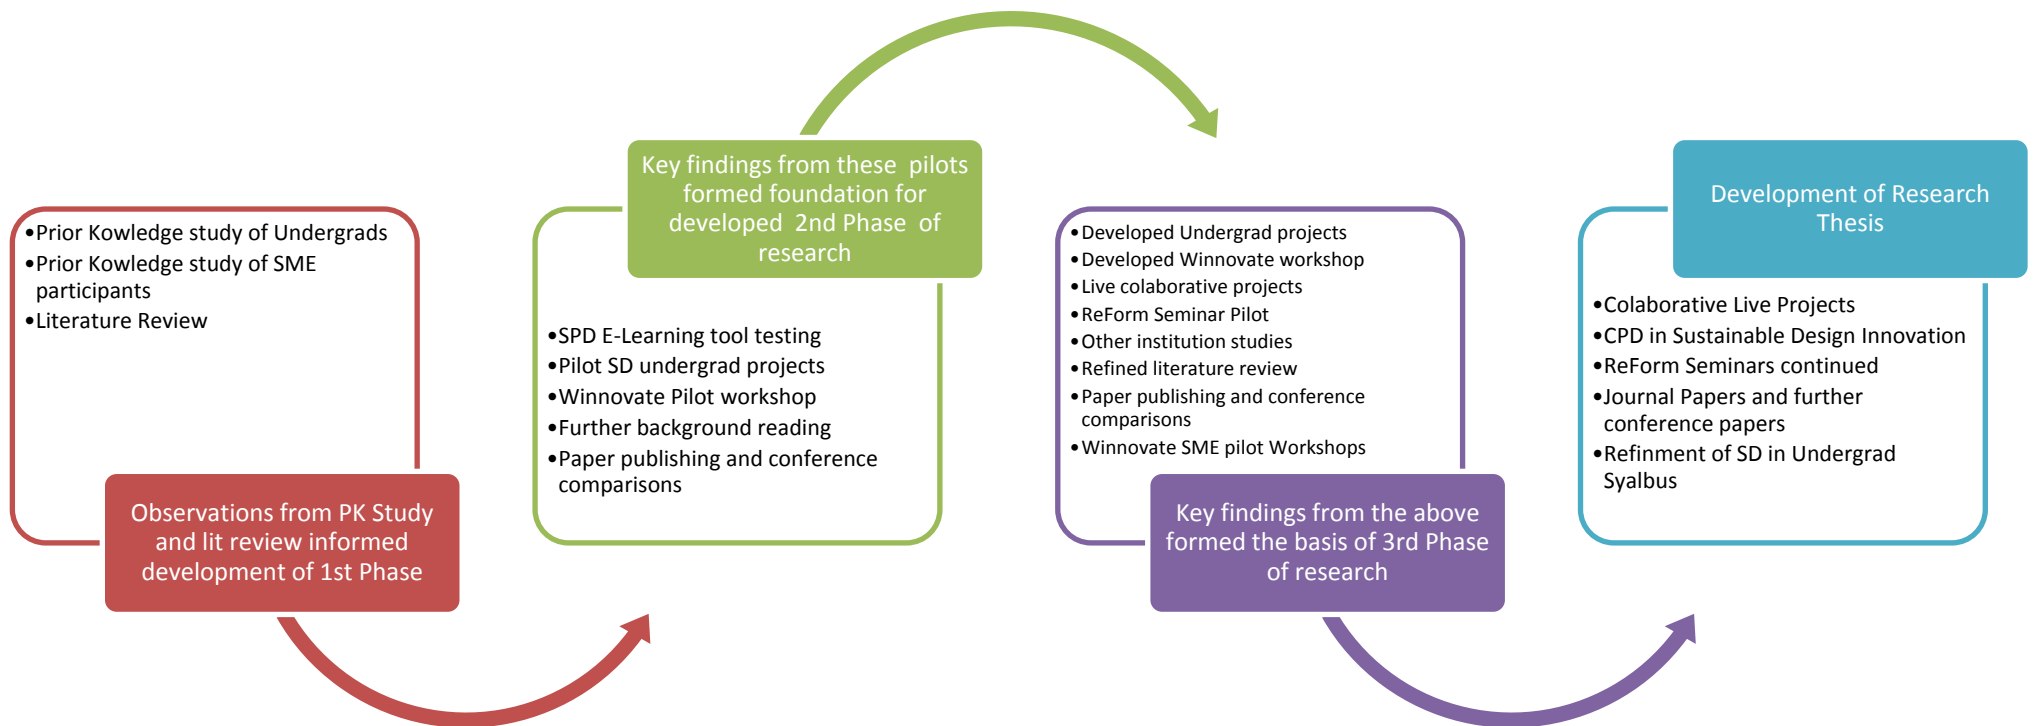 •Prior Kowledge study of Undergrads
•Prior Kowledge study of SME
participants
•Literature Review
Observations from PK Study
and lit review informed
development of 1st Phase
Key findings from these  pilots
formed foundation for
developed  2nd Phase  of
research
•SPD E-Learning tool testing
•Pilot SD undergrad projects
•Winnovate Pilot workshop
•Further background reading
•Paper publishing and conference
comparisons
•Developed Undergrad projects
•Developed Winnovate workshop
•Live colaborative projects
•ReForm Seminar Pilot
•Other institution studies
•Refined literature review
•Paper publishing and conference
comparisons
•Winnovate SME pilot Workshops
Key findings from the above
formed the basis of 3rd Phase
of research
Development of Research
Thesis
•Colaborative Live Projects
•CPD in Sustainable Design Innovation
•ReForm Seminars continued
•Journal Papers and further
conference papers
•Refinment of SD in Undergrad
Syalbus